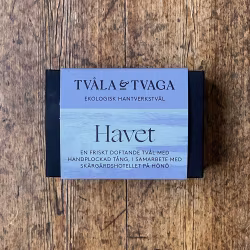 TVÅLA & TVAGA
EKOLOGISK HANTVERKSTVÅL
Havet
EN FRISKT DOFTANDE TVÅL MED
HANDPLOCKAD TÅNG, I SAMARBETE MED
SKÄRGÅRDSHOTELLET PÅ HÖNÖ